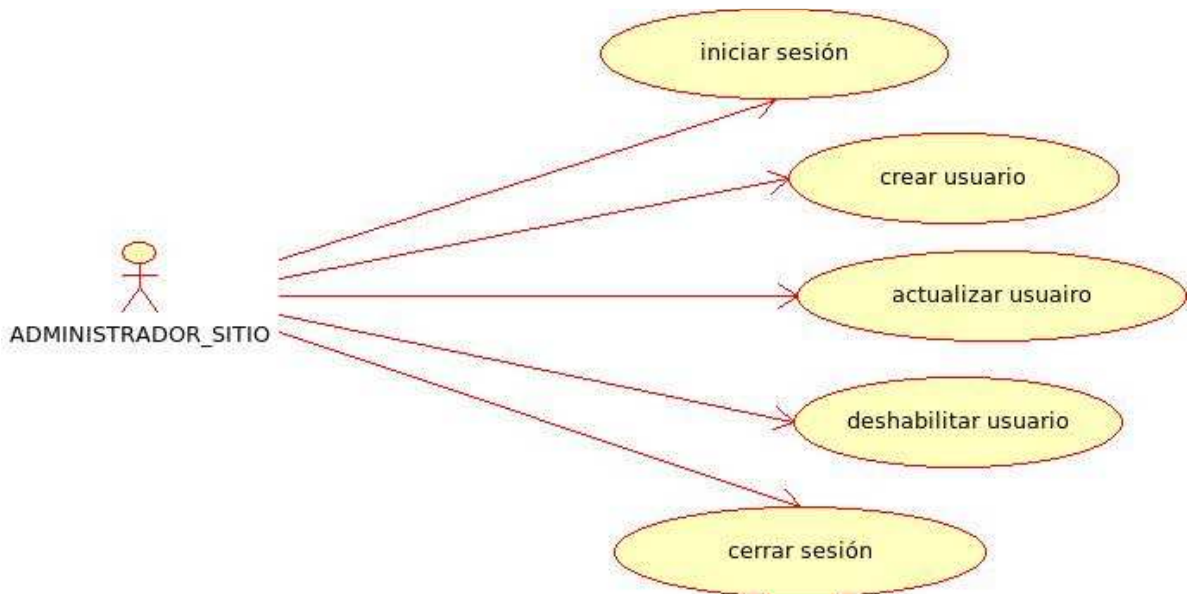 iniciar sesión
crear usuario
ADMINISTRADOR_SITIO
actualizar usuairo
deshabilitar usuario
cerrar sesión